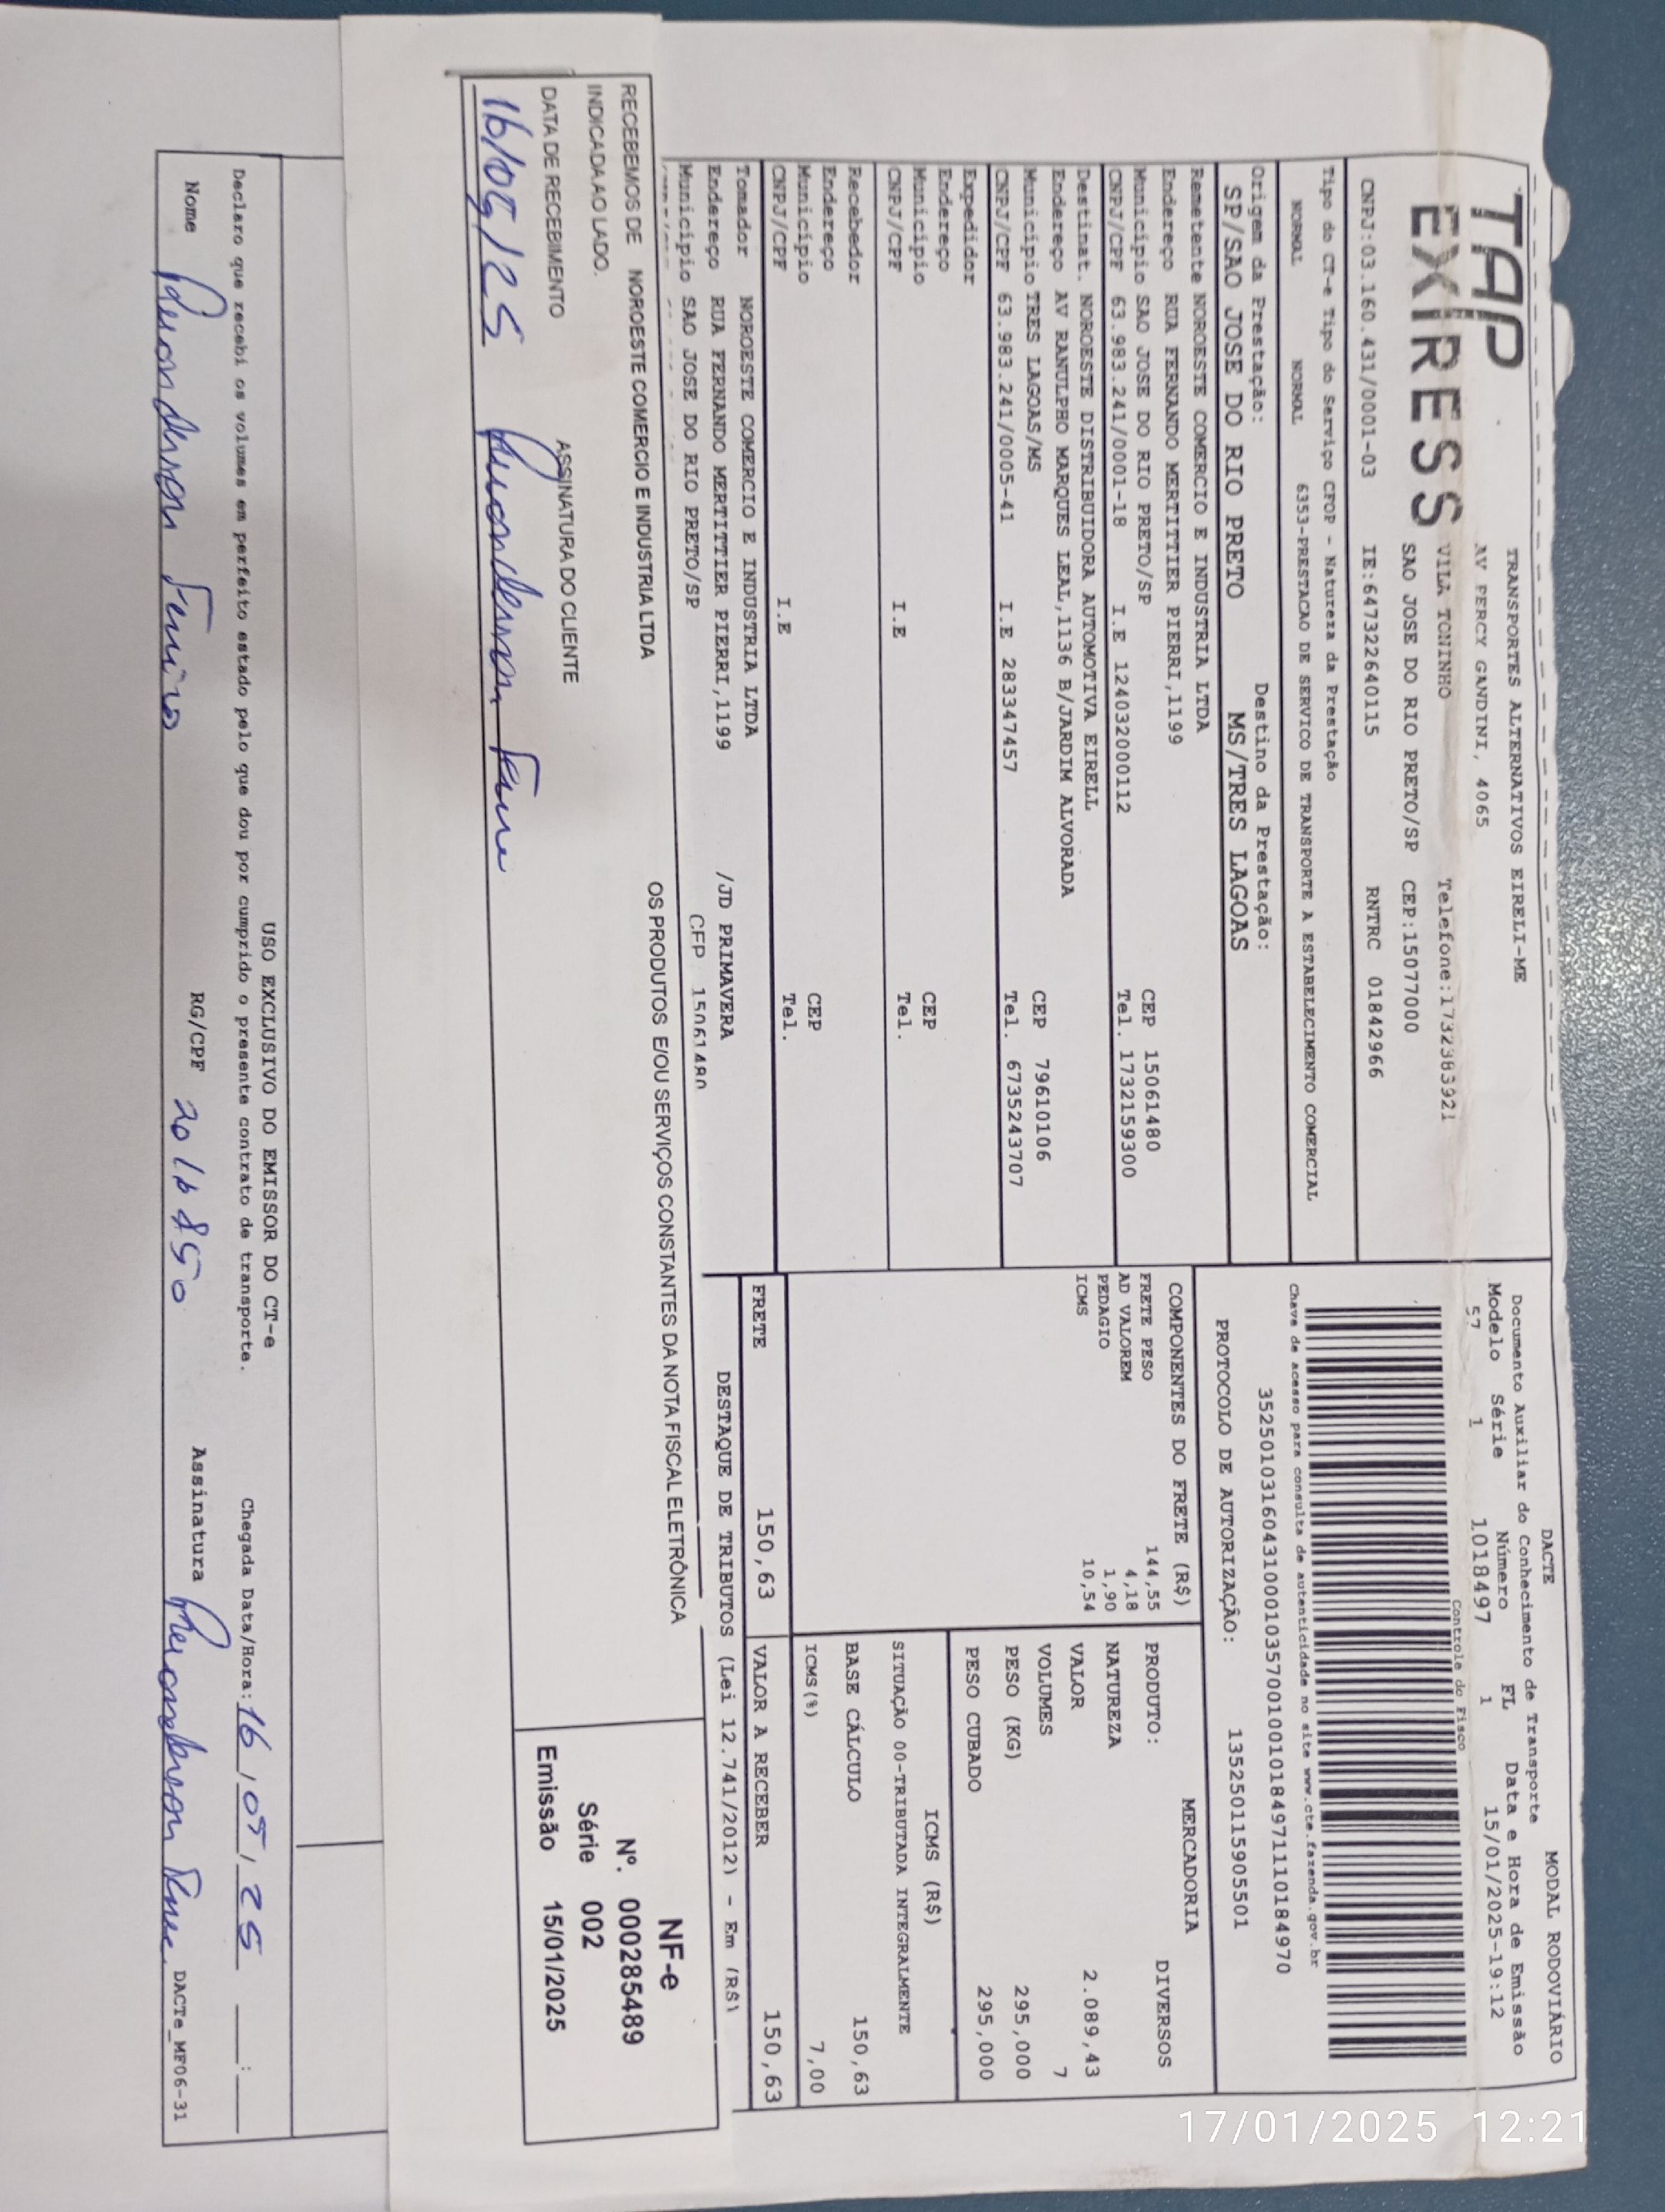 TAP
EXPRESS
TRANSPORTES ALTERNATIVOS EIRELI-ME
AV PERCY GANDINI, 4065
VILA TONINHO Telefone:1732383921
SAO JOSE DO RIO PRETO/SP CEP:15077000
CNPJ:03.160.431/0001-03 IE:647322640115 RNTRC 01842966
Tipo do CT-e Tipo do Serviço CFOP - Natureza da Prestação
NORMAL NORMAL 6353-PRESTACAO DE SERVICO DE TRANSPORTE A ESTABELECIMENTO COMERCIAL
Origem da Prestação: Destino da Prestação:
SP/SAO JOSE DO RIO PRETO MS/TRES LAGOAS
Remetente NOROESTE COMERCIO E INDUSTRIA LTDA
Endereço RUA FERNANDO MERTITTIER PIERRI,1199
Município SAO JOSE DO RIO PRETO/SP CEP 15061480
CNPJ/CPF 63.983.241/0001-18 I.E 124032000112 Tel. 1732159300
Destinat. NOROESTE DISTRIBUIDORA AUTOMOTIVA EIRELL
Endereço AV RANULPHO MARQUES LEAL,1136 B/JARDIM ALVORADA
Município TRES LAGOAS/MS CEP 79610106
CNPJ/CPF 63.983.241/0005-41 I.E 283347457 Tel. 6735243707
Expedidor
Endereço
Município CEP
CNPJ/CPF I.E Tel.
Recebedor
Endereço
Município CEP
CNPJ/CPF I.E Tel.
Tomador NOROESTE COMERCIO E INDUSTRIA LTDA
Endereço RUA FERNANDO MERTITTIER PIERRI,1199 /JD PRIMAVERA
Município SAO JOSE DO RIO PRETO/SP CEP 15061480
DACTE MODAL RODOVIÁRIO
Documento Auxiliar do Conhecimento de Transporte
Modelo Série Número FL Data e Hora de Emissão
57 1 1018497 1 15/01/2025-19:12
Controle do Fisco
Chave de acesso para consulta de autenticidade no site www.cte.fazenda.gov.br
35250103160431000103570010010184971110184970
PROTOCOLO DE AUTORIZAÇÃO: 135250115905501
COMPONENTES DO FRETE (R$)
FRETE PESO 144,55
AD VALOREM 4,18
PEDAGIO 1,90
ICMS 10,54
MERCADORIA
PRODUTO: DIVERSOS
NATUREZA
VALOR 2.089,43
VOLUMES 7
PESO (KG) 295,000
PESO CUBADO 295,000
ICMS (R$)
SITUAÇÃO 00-TRIBUTADA INTEGRALMENTE
BASE CÁLCULO 150,63
ICMS(%) 7,00
FRETE 150,63 VALOR A RECEBER 150,63
DESTAQUE DE TRIBUTOS (Lei 12.741/2012) - Em (R$)
RECEBEMOS DE NOROESTE COMERCIO E INDUSTRIA LTDA OS PRODUTOS E/OU SERVIÇOS CONSTANTES DA NOTA FISCAL ELETRÔNICA
INDICADA AO LADO.
DATA DE RECEBIMENTO ASSINATURA DO CLIENTE
NF-e
Nº. 000285489
Série 002
Emissão 15/01/2025
USO EXCLUSIVO DO EMISSOR DO CT-e
Declaro que recebi os volumes em perfeito estado pelo que dou por cumprido o presente contrato de transporte. Chegada Data/Hora: ___:___
Nome RG/CPF 2016850 Assinatura DACTe_MF06-31
17/01/2025 12:21